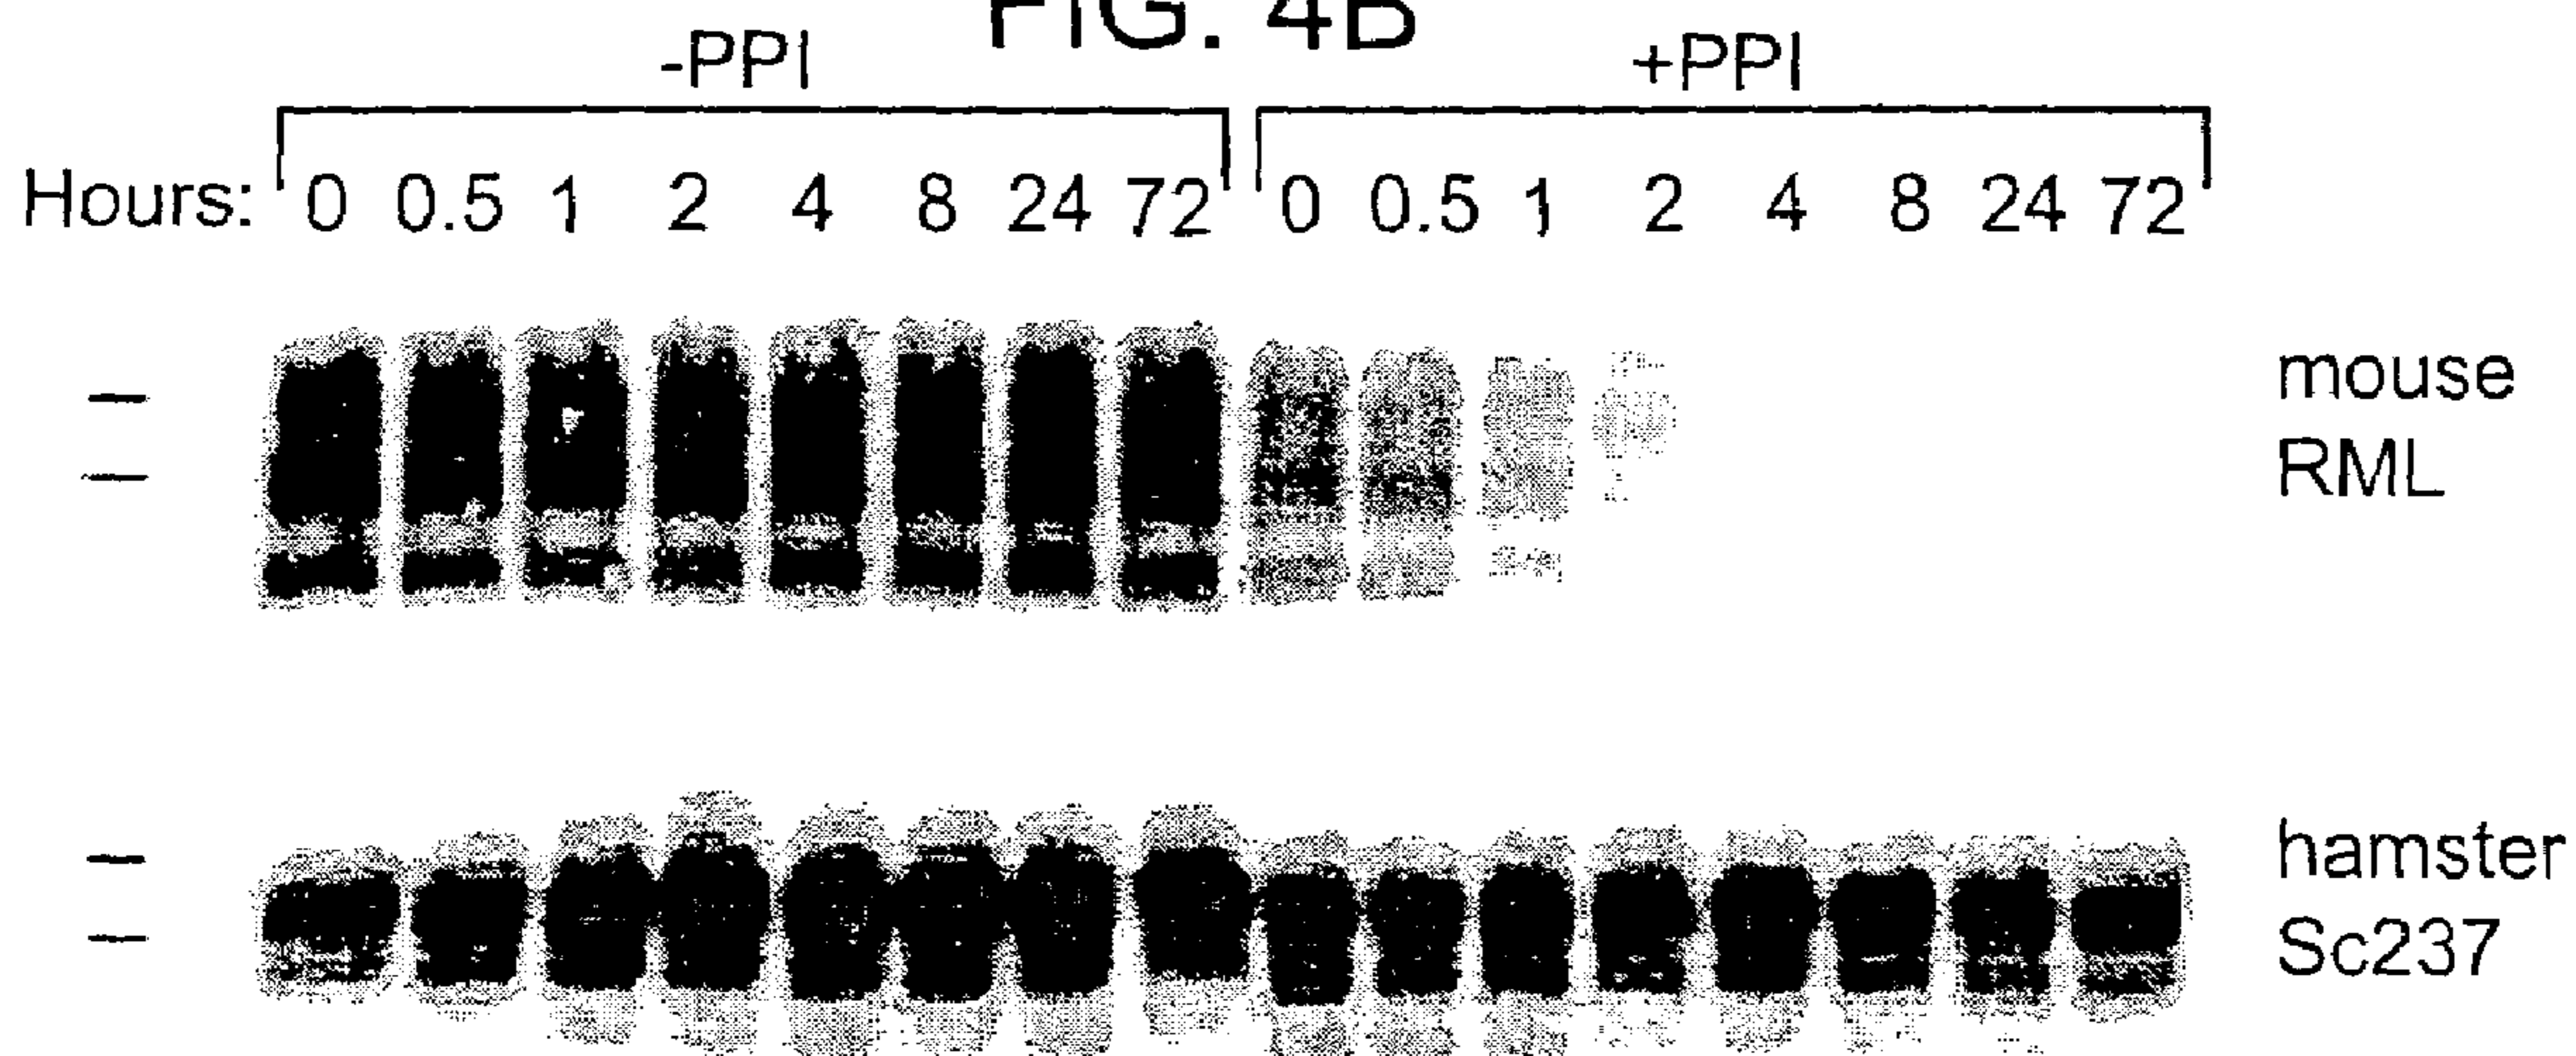 FIG. 4B
-PPI +PPI
Hours: 0 0.5 1 2 4 8 24 72 0 0.5 1 2 4 8 24 72
mouse
RML
hamster
Sc237